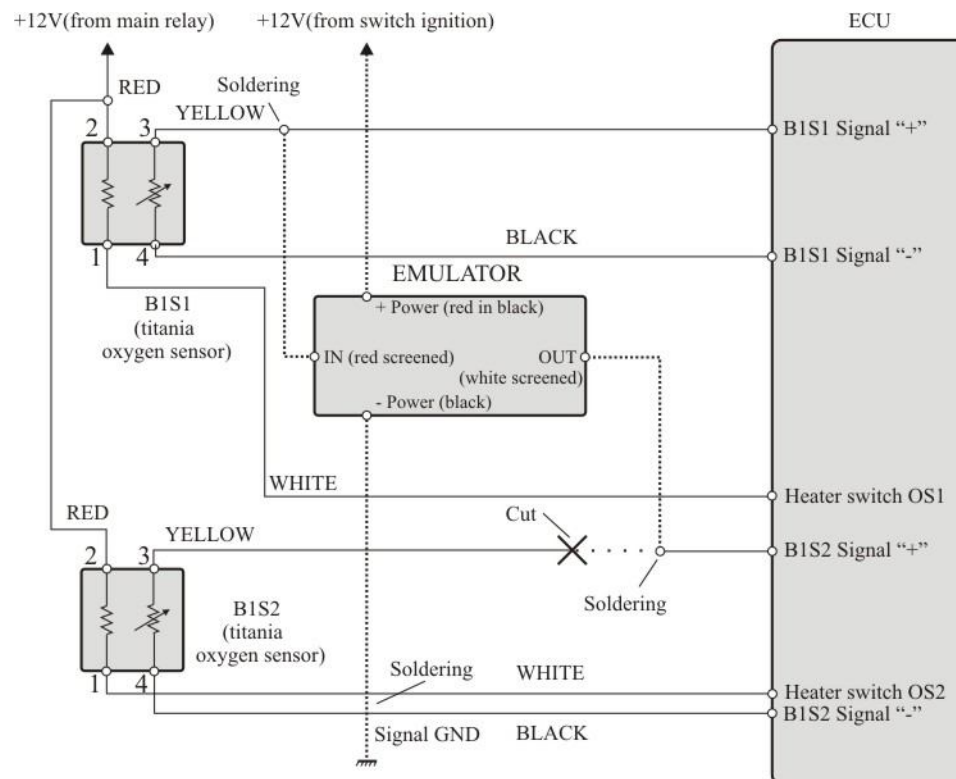 +12V(from main relay)
+12V(from switch ignition)
ECU
RED
Soldering
YELLOW
2
3
B1S1 Signal “+”
1
4
BLACK
B1S1 Signal “-”
EMULATOR
B1S1
(titania
oxygen sensor)
+ Power (red in black)
IN (red screened)
OUT
(white screened)
- Power (black)
WHITE
Heater switch OS1
RED
Cut
YELLOW
2
3
B1S2 Signal “+”
Soldering
B1S2
(titania
oxygen sensor)
1
4
Soldering
WHITE
Heater switch OS2
B1S2 Signal “-”
Signal GND
BLACK